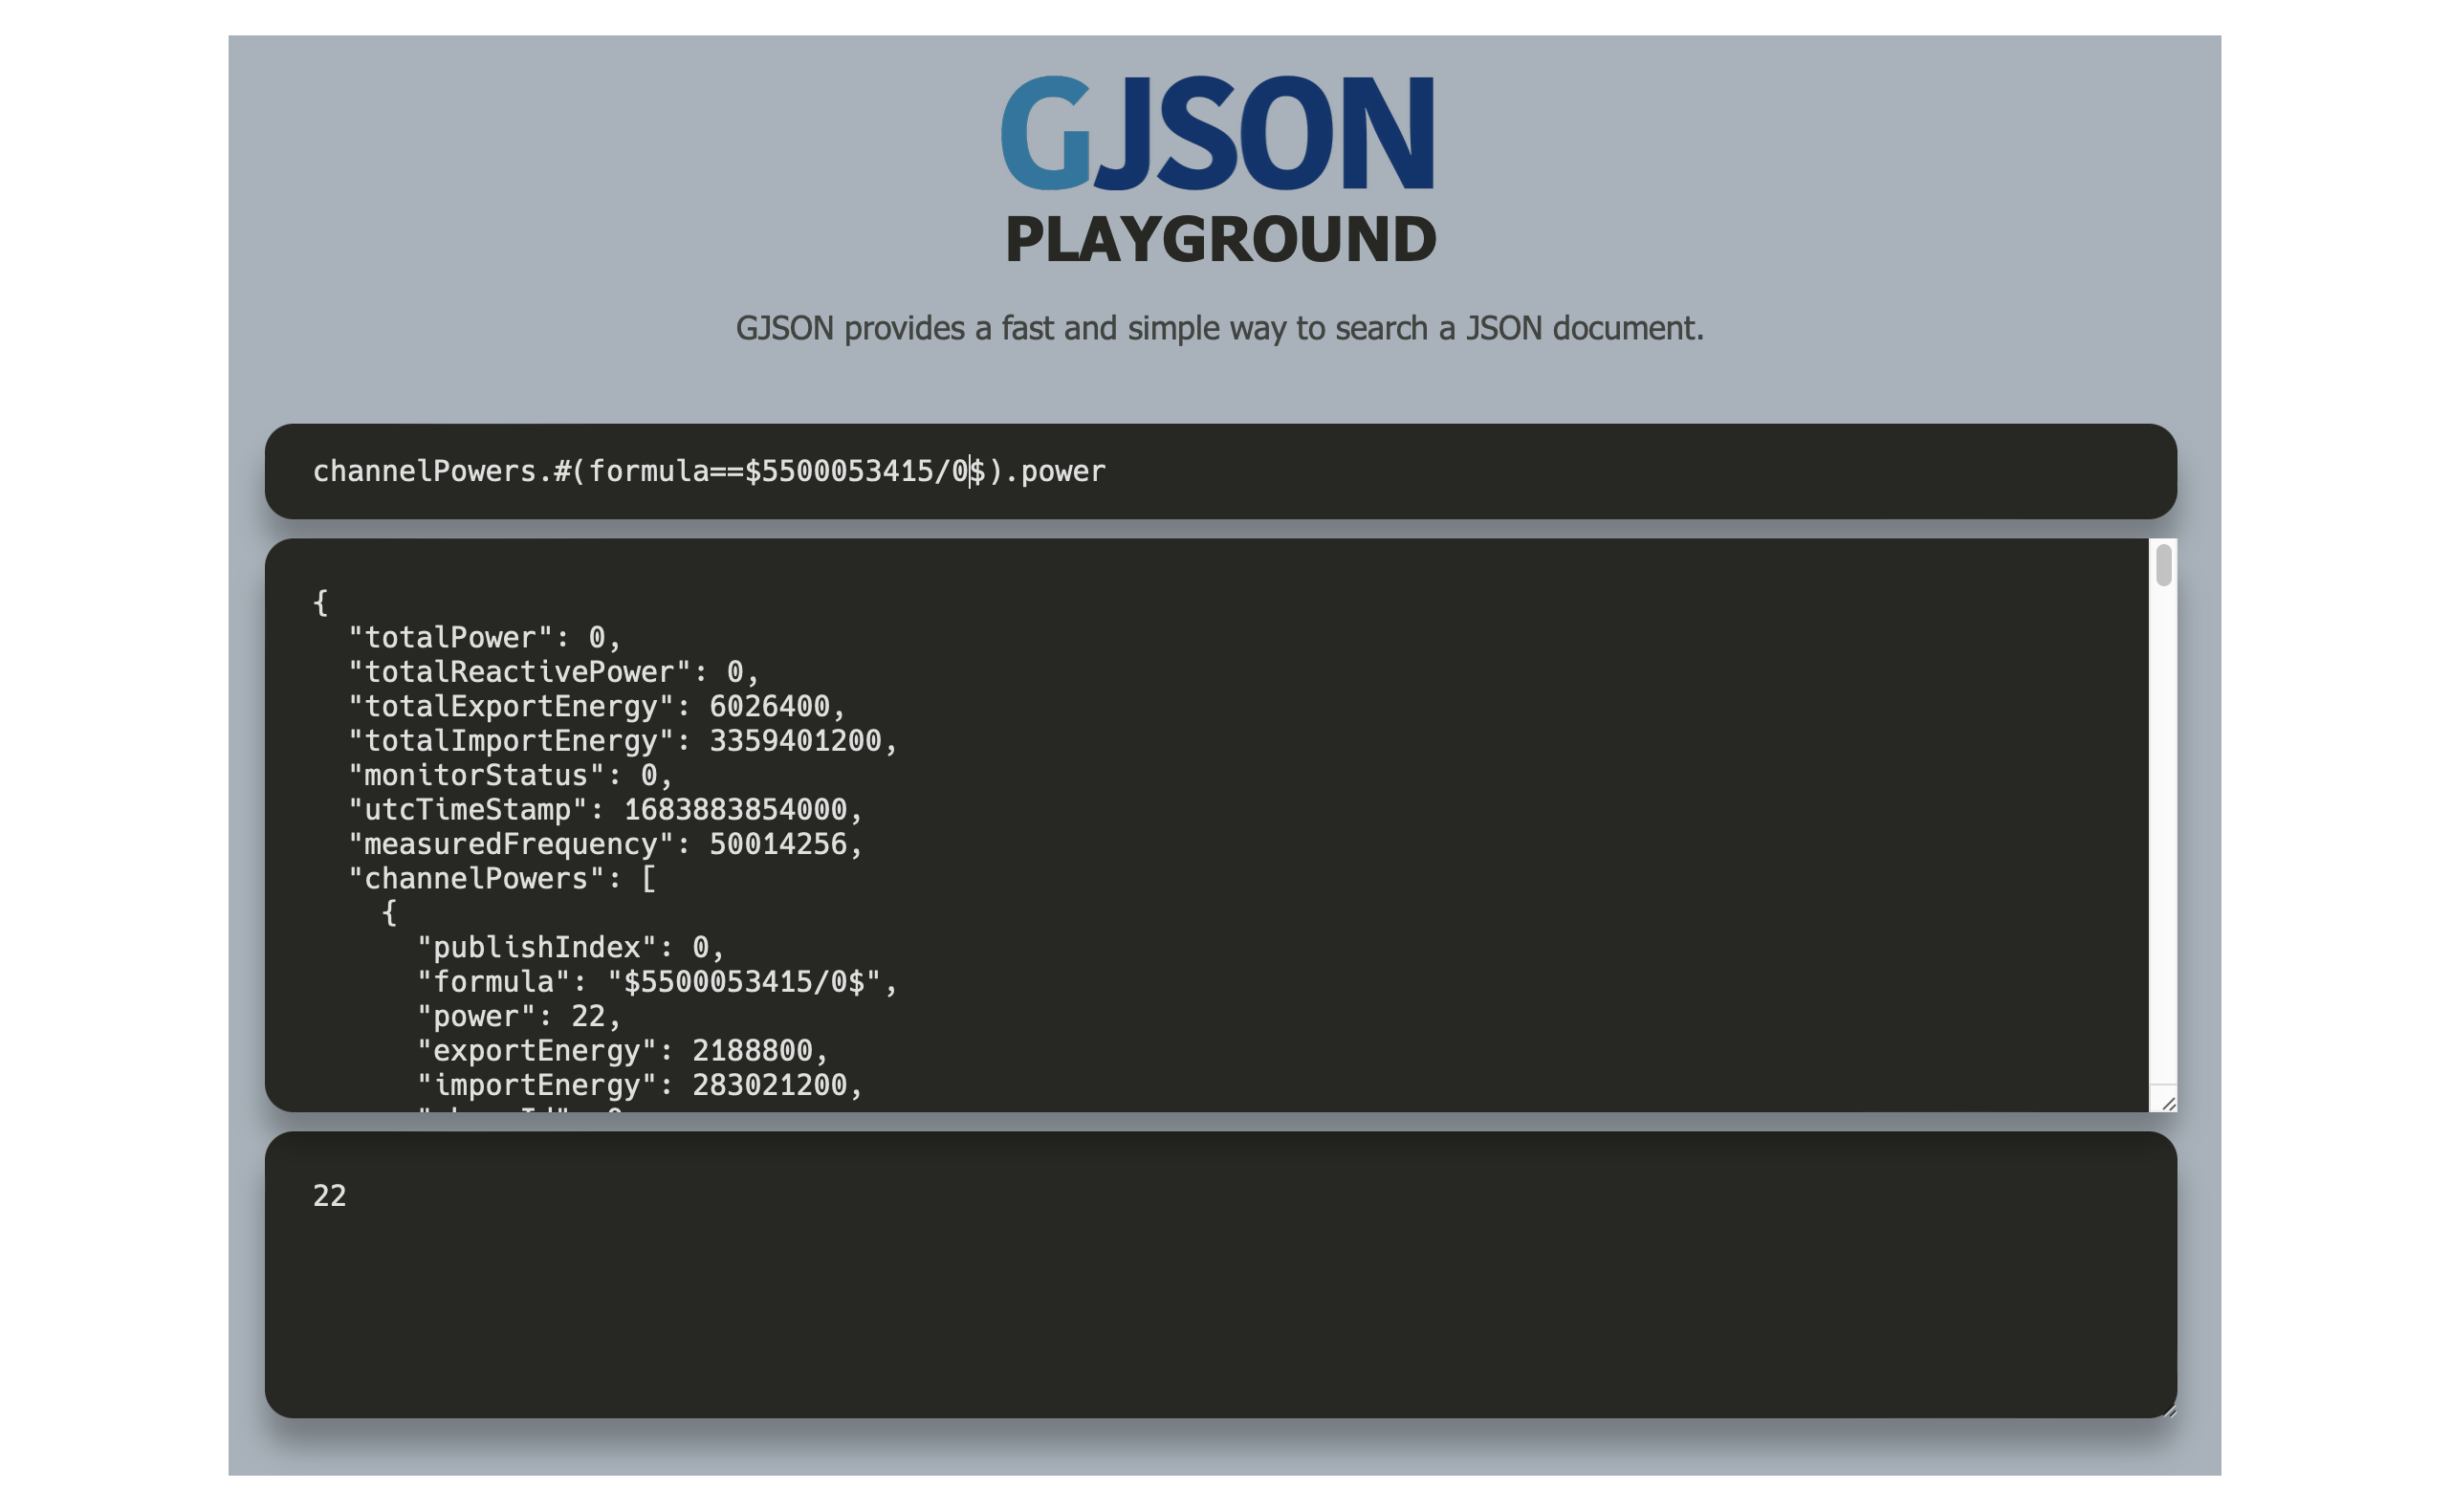 GJSON
PLAYGROUND
GJSON provides a fast and simple way to search a JSON document.
channelPowers.#(formula==$5500053415/0$).power
{
"totalPower": 0,
"totalReactivePower": 0,
"totalExportEnergy": 6026400,
"totalImportEnergy": 3359401200,
"monitorStatus": 0,
"utcTimeStamp": 1683883854000,
"measuredFrequency": 50014256,
"channelPowers": [
{
"publishIndex": 0,
"formula": "$5500053415/0$",
"power": 22,
"exportEnergy": 2188800,
"importEnergy": 283021200,
22